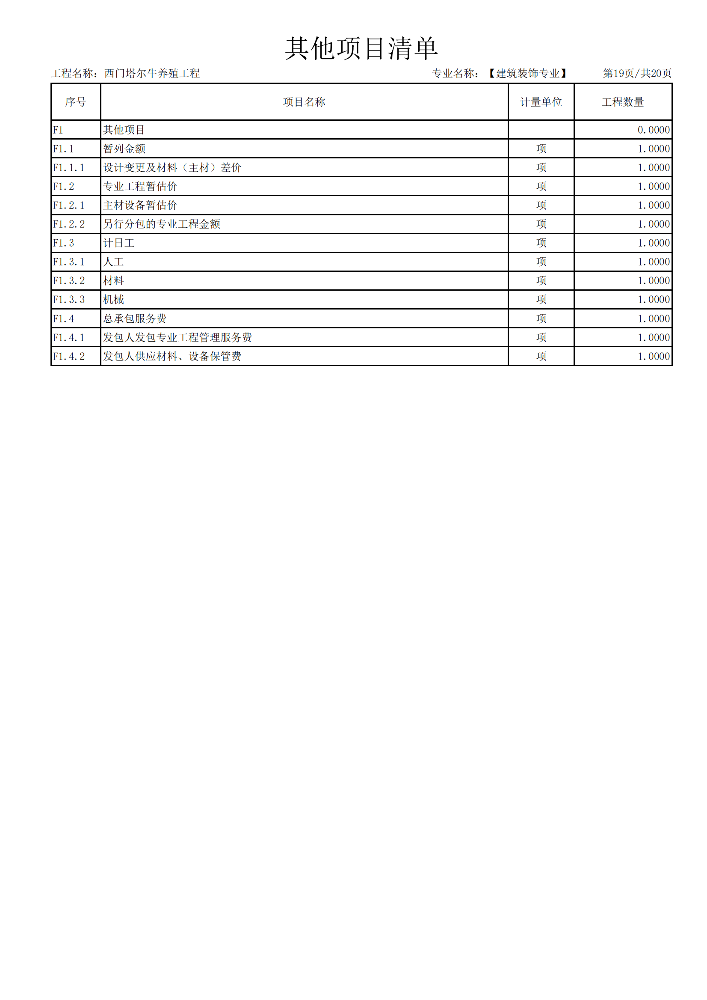 其他项目清单
工程名称：西门塔尔牛养殖工程 专业名称：【建筑装饰专业】 第19页/共20页
序号 项目名称 计量单位 工程数量
F1 其他项目 0.0000
F1.1 暂列金额 项 1.0000
F1.1.1 设计变更及材料（主材）差价 项 1.0000
F1.2 专业工程暂估价 项 1.0000
F1.2.1 主材设备暂估价 项 1.0000
F1.2.2 另行分包的专业工程金额 项 1.0000
F1.3 计日工 项 1.0000
F1.3.1 人工 项 1.0000
F1.3.2 材料 项 1.0000
F1.3.3 机械 项 1.0000
F1.4 总承包服务费 项 1.0000
F1.4.1 发包人发包专业工程管理服务费 项 1.0000
F1.4.2 发包人供应材料、设备保管费 项 1.0000